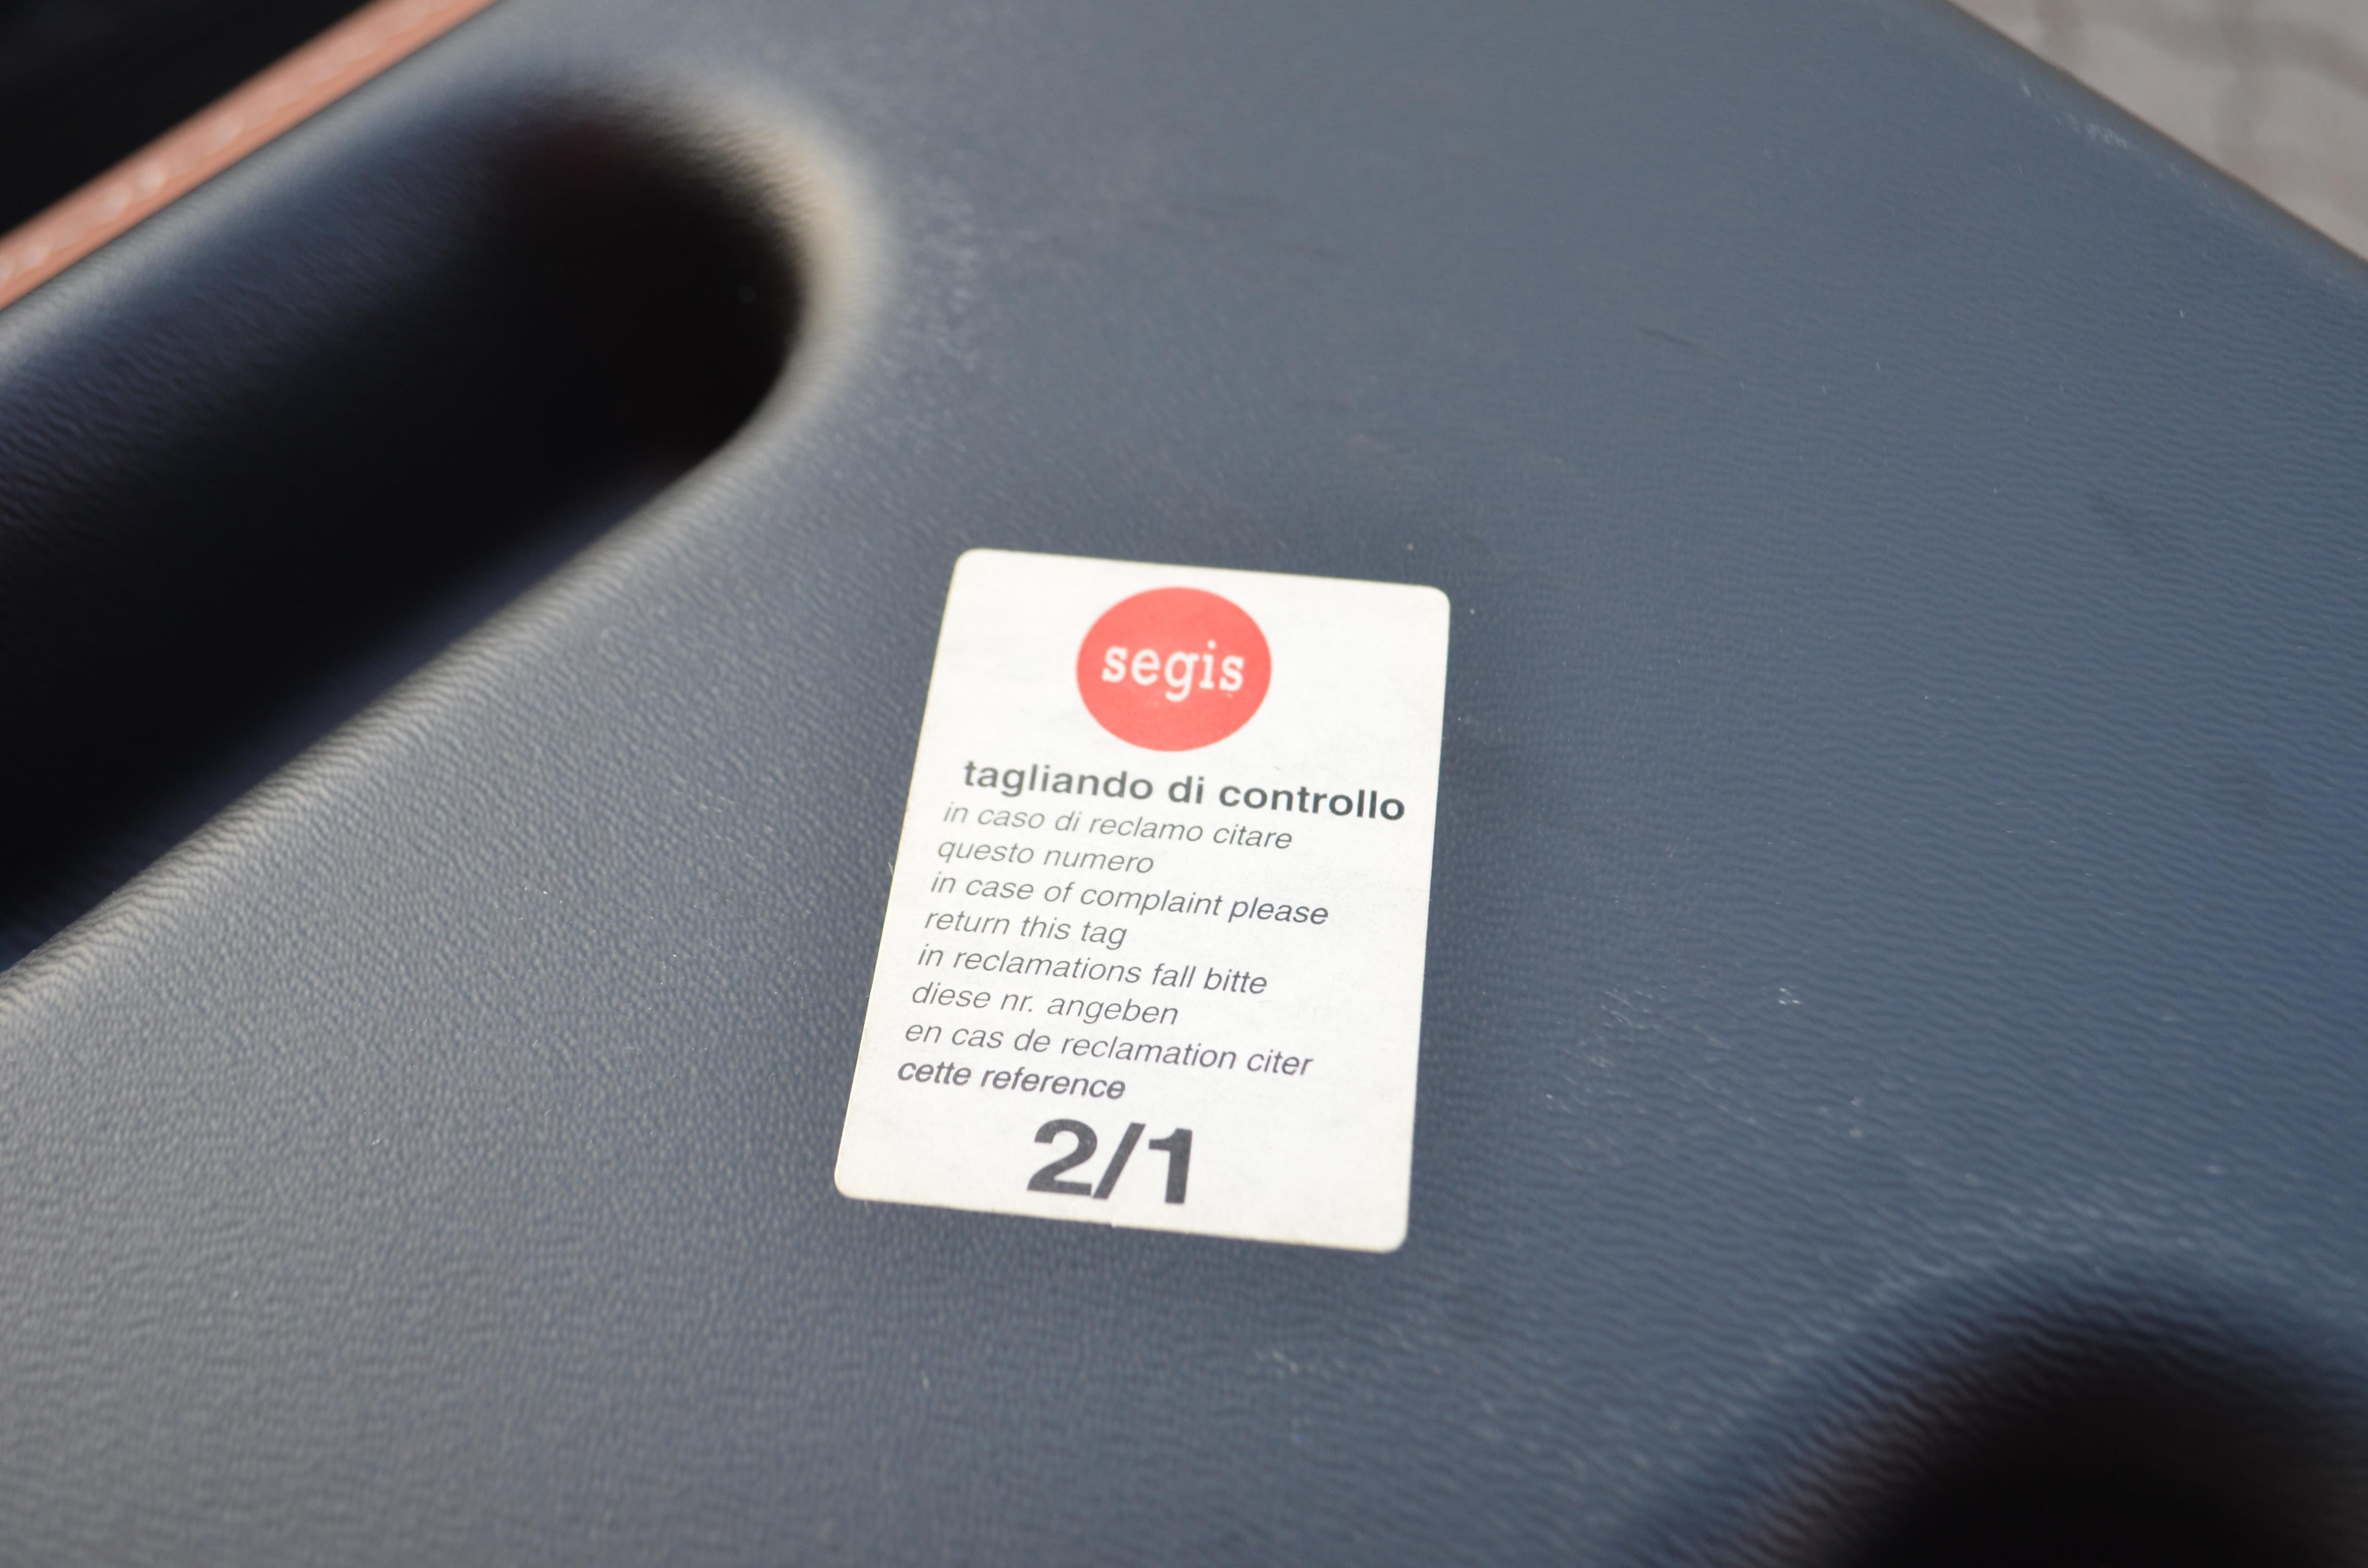 segis
tagliando di controllo
in caso di reclamo citare
questo numero
in case of complaint please
return this tag
in reclamations fall bitte
diese nr. angeben
en cas de reclamation citer
cette reference
2/1